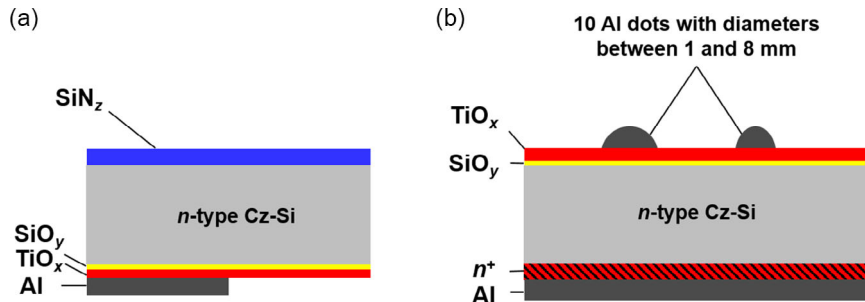 (a)
SiNz
n-type Cz-Si
SiOy
TiOx
Al
(b)
10 Al dots with diameters
between 1 and 8 mm
TiOx
SiOy
n-type Cz-Si
n+
Al